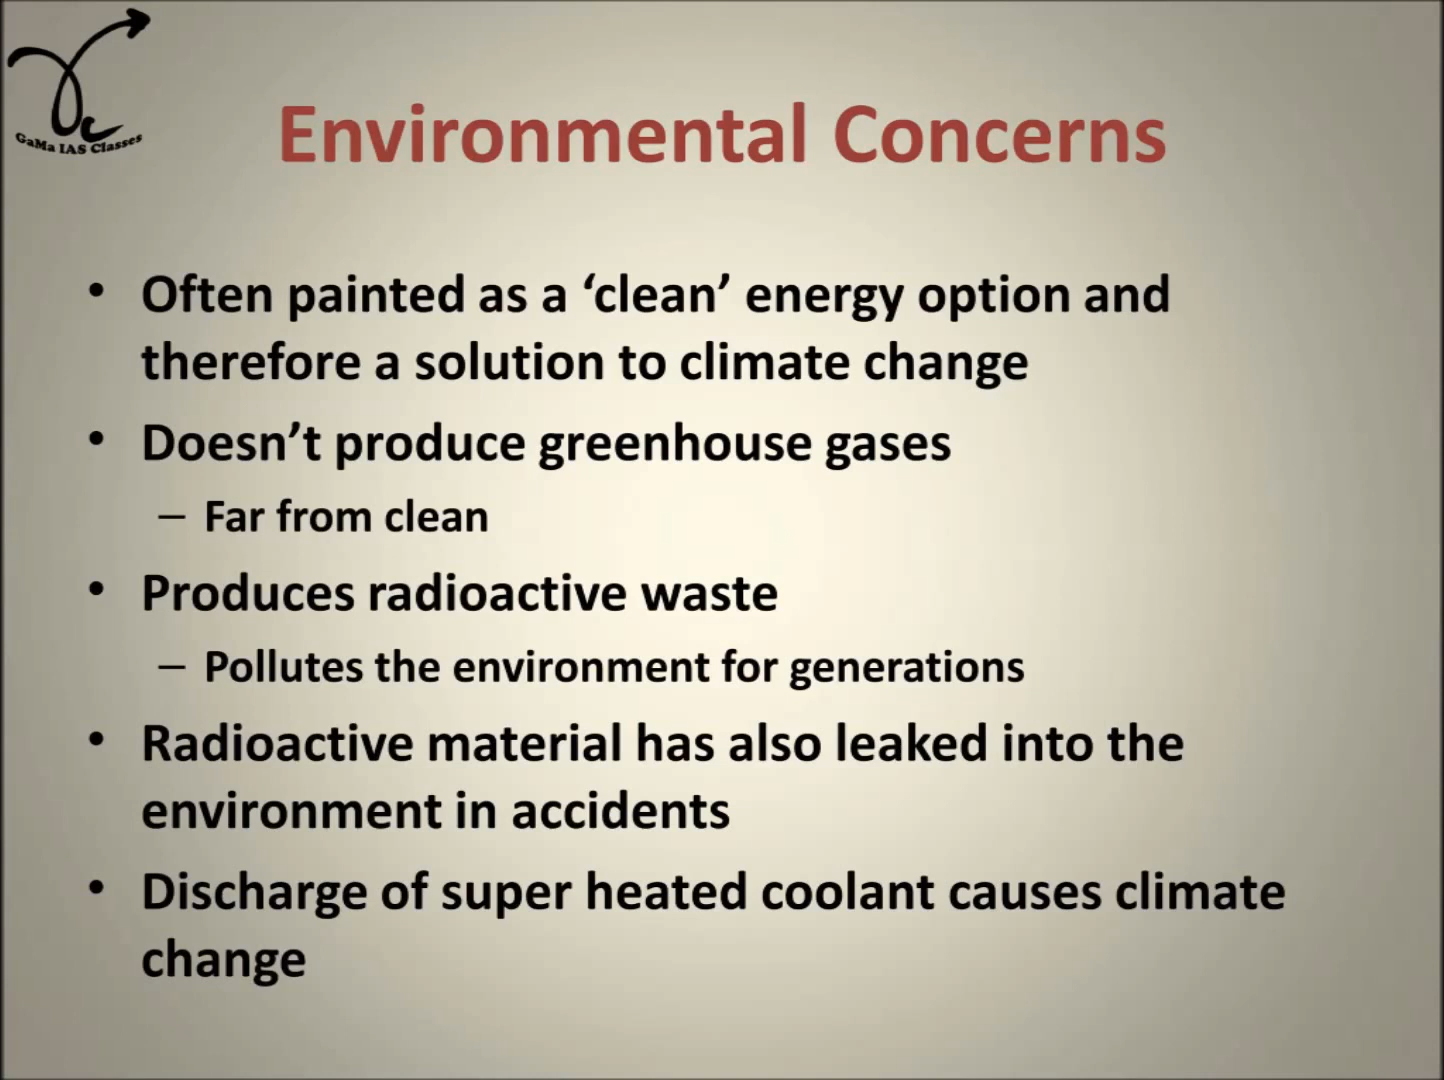 GaMa IAS Classes
Environmental Concerns
• Often painted as a ‘clean’ energy option and
therefore a solution to climate change
• Doesn’t produce greenhouse gases
– Far from clean
• Produces radioactive waste
– Pollutes the environment for generations
• Radioactive material has also leaked into the
environment in accidents
• Discharge of super heated coolant causes climate
change